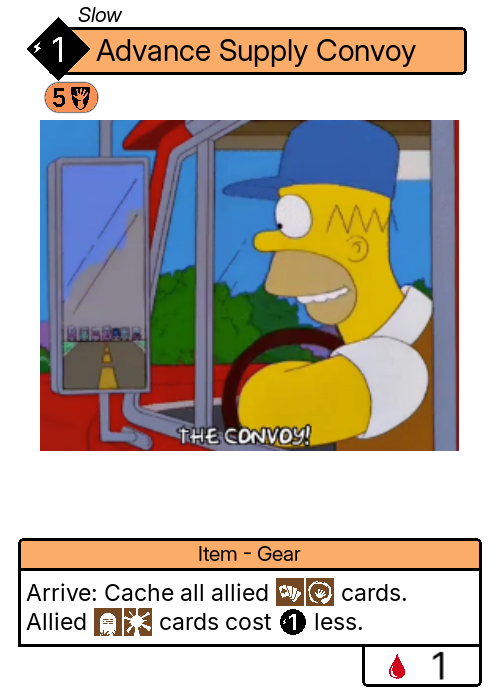 Slow
1 Advance Supply Convoy
5
THE CONVOY!
Item - Gear
Arrive: Cache all allied cards.
Allied cards cost 1 less.
1